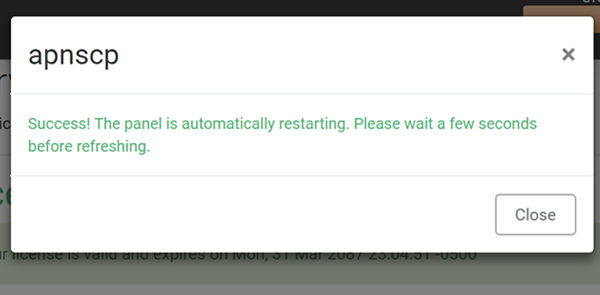 apnscp
×
Success! The panel is automatically restarting. Please wait a few seconds
before refreshing.
Close
license is valid and expires on Mon, 31 Mar 2087 23:04:51 -0500